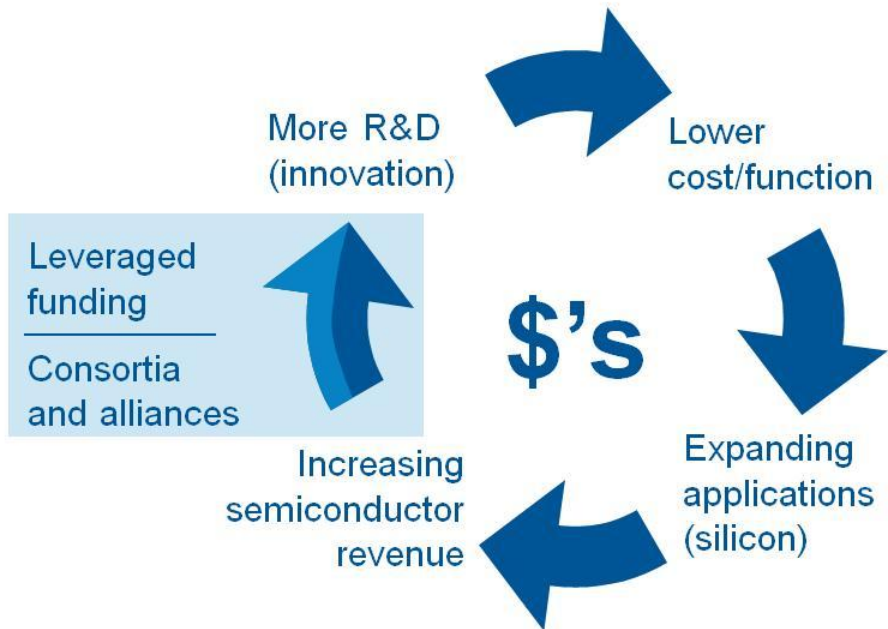 More R&D
(innovation)
Lower
cost/function
Leveraged
funding
Consortia
and alliances
$'s
Expanding
applications
(silicon)
Increasing
semiconductor
revenue